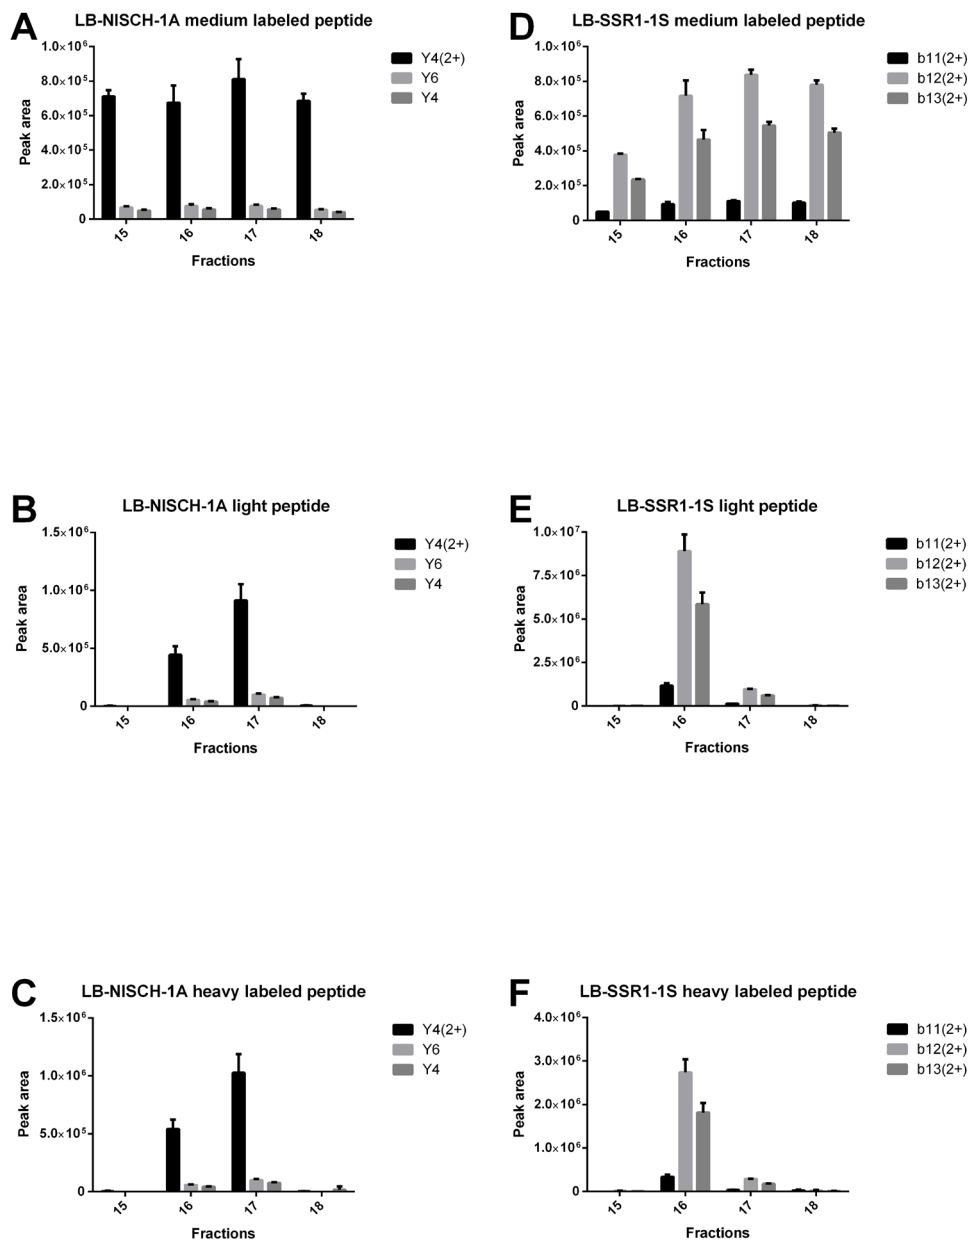 A
LB-NISCH-1A medium labeled peptide
1.0×10⁶
8.0×10⁵
6.0×10⁵
4.0×10⁵
2.0×10⁵
0
Peak area
15
16
17
18
Fractions
Y4(2+)
Y6
Y4
D
LB-SSR1-1S medium labeled peptide
1.0×10⁶
8.0×10⁵
6.0×10⁵
4.0×10⁵
2.0×10⁵
0
Peak area
15
16
17
18
Fractions
b11(2+)
b12(2+)
b13(2+)
B
LB-NISCH-1A light peptide
1.5×10⁶
1.0×10⁶
5.0×10⁵
0
Peak area
15
16
17
18
Fractions
Y4(2+)
Y6
Y4
E
LB-SSR1-1S light peptide
1.0×10⁷
7.5×10⁶
5.0×10⁶
2.5×10⁶
0
Peak area
15
16
17
18
Fractions
b11(2+)
b12(2+)
b13(2+)
C
LB-NISCH-1A heavy labeled peptide
1.5×10⁶
1.0×10⁶
5.0×10⁵
0
Peak area
15
16
17
18
Fractions
Y4(2+)
Y6
Y4
F
LB-SSR1-1S heavy labeled peptide
4.0×10⁶
3.0×10⁶
2.0×10⁶
1.0×10⁶
0
Peak area
15
16
17
18
Fractions
b11(2+)
b12(2+)
b13(2+)